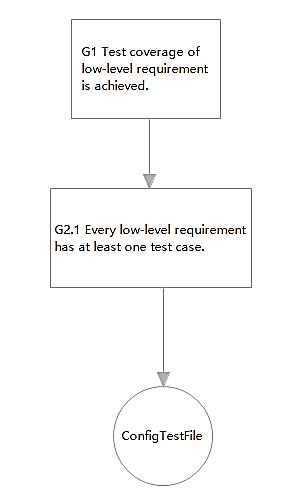 G1 Test coverage of
low-level requirement
is achieved.
G2.1 Every low-level requirement
has at least one test case.
ConfigTestFile